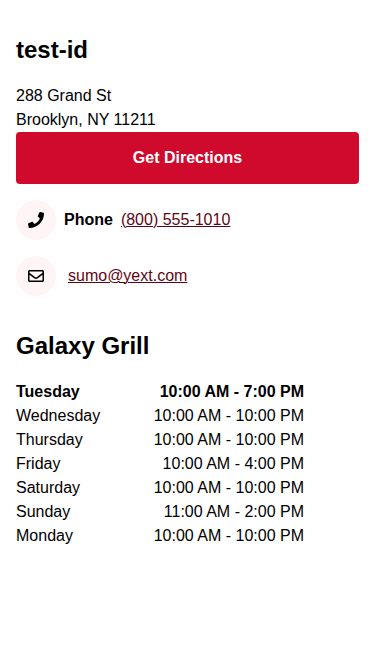 test-id
288 Grand St
Brooklyn, NY 11211
Get Directions
Phone (800) 555-1010
sumo@yext.com
Galaxy Grill
Tuesday 10:00 AM - 7:00 PM
Wednesday 10:00 AM - 10:00 PM
Thursday 10:00 AM - 10:00 PM
Friday 10:00 AM - 4:00 PM
Saturday 10:00 AM - 10:00 PM
Sunday 11:00 AM - 2:00 PM
Monday 10:00 AM - 10:00 PM